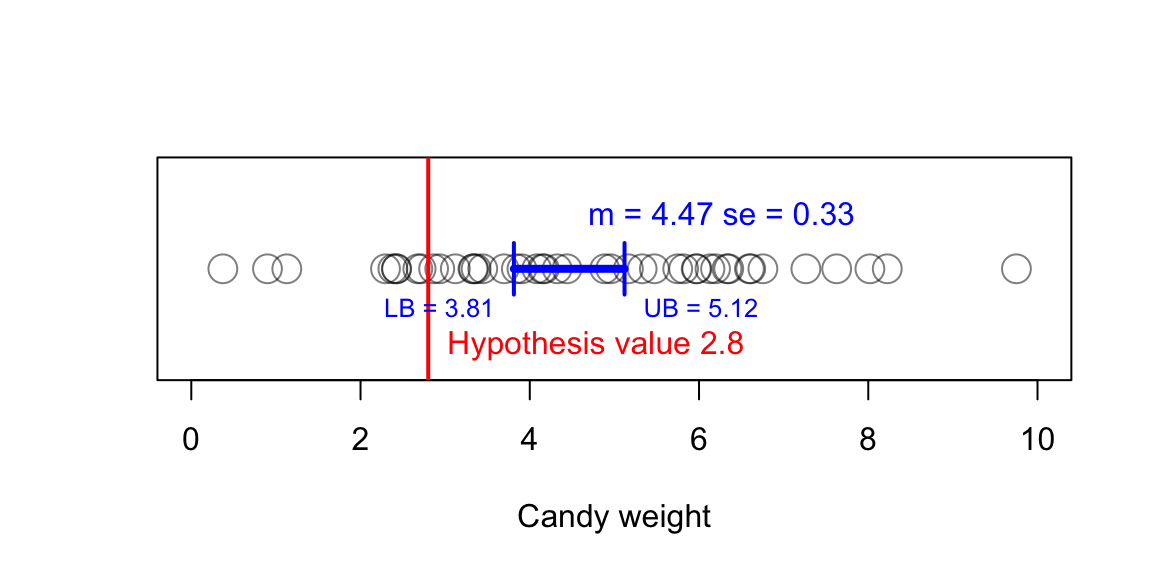 m = 4.47 se = 0.33
LB = 3.81 UB = 5.12
Hypothesis value 2.8
0 2 4 6 8 10
Candy weight